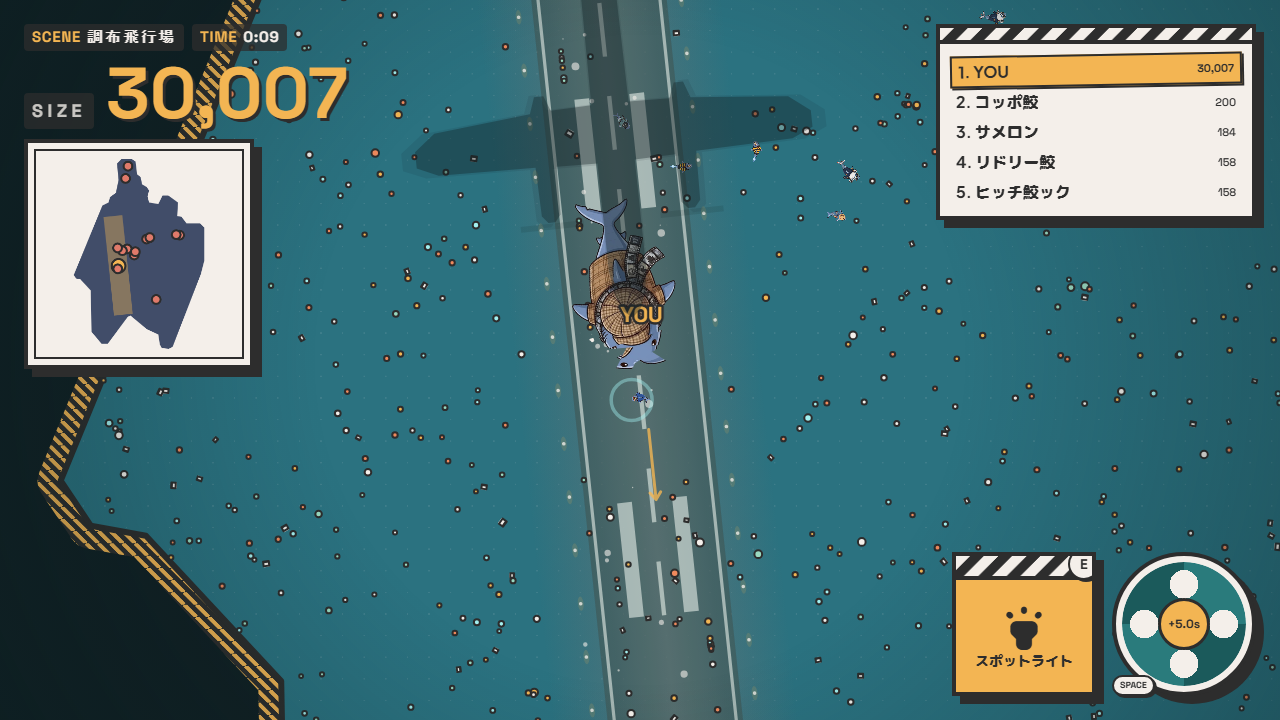 SCENE 調布飛行場 TIME 0:09
SIZE 30,007
1. YOU 30,007
2. コッポ鮫 200
3. サメロン 184
4. リドリー鮫 158
5. ヒッチ鮫ック 158
YOU
E
スポットライト
+5.0s
SPACE